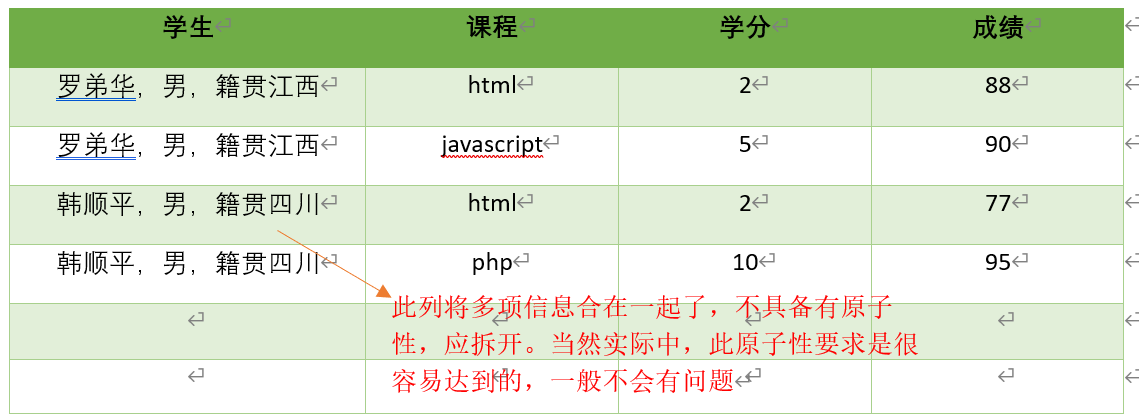 学生 课程 学分 成绩
罗弟华，男，籍贯江西 html 2 88
罗弟华，男，籍贯江西 javascript 5 90
韩顺平，男，籍贯四川 html 2 77
韩顺平，男，籍贯四川 php 10 95
此列将多项信息合在一起了，不具备有原子
性，应拆开。当然实际中，此原子性要求是很
容易达到的，一般不会有问题